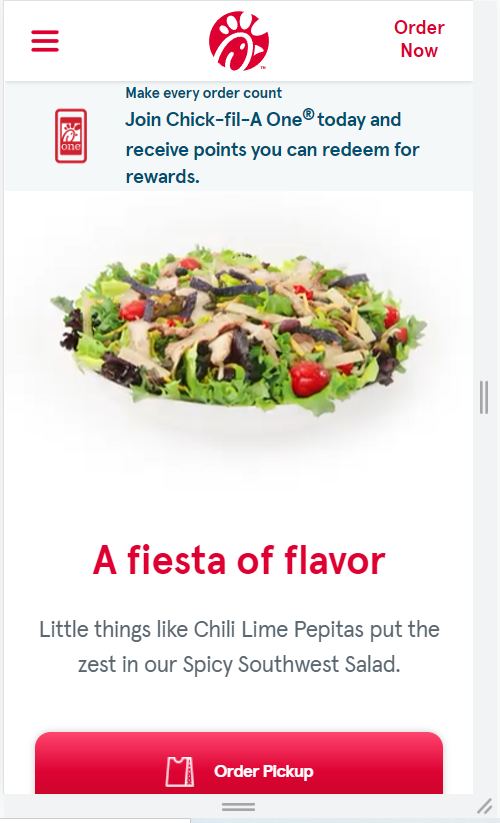 Order
Now
Make every order count
Join Chick-fil-A One® today and
receive points you can redeem for
rewards.
one
A fiesta of flavor
Little things like Chili Lime Pepitas put the
zest in our Spicy Southwest Salad.
Order Pickup